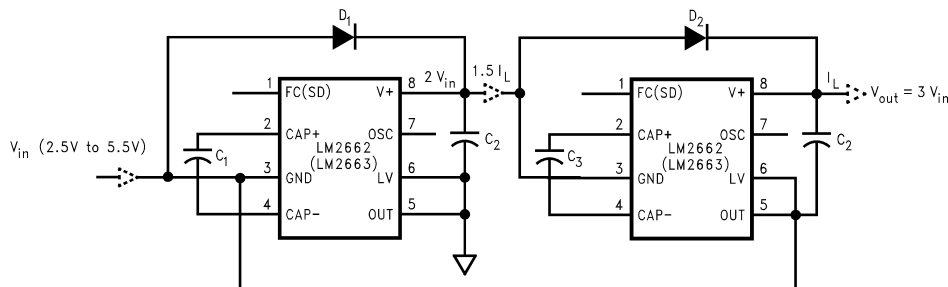 D1
D2
2 Vin
1.5 IL
IL
Vout = 3 Vin
Vin (2.5V to 5.5V)
1
FC(SD)
V+
8
2
CAP+
OSC
7
LM2662
(LM2663)
3
GND
LV
6
4
CAP-
OUT
5
C1
C2
1
FC(SD)
V+
8
2
CAP+
OSC
7
LM2662
(LM2663)
3
GND
LV
6
4
CAP-
OUT
5
C3
C2